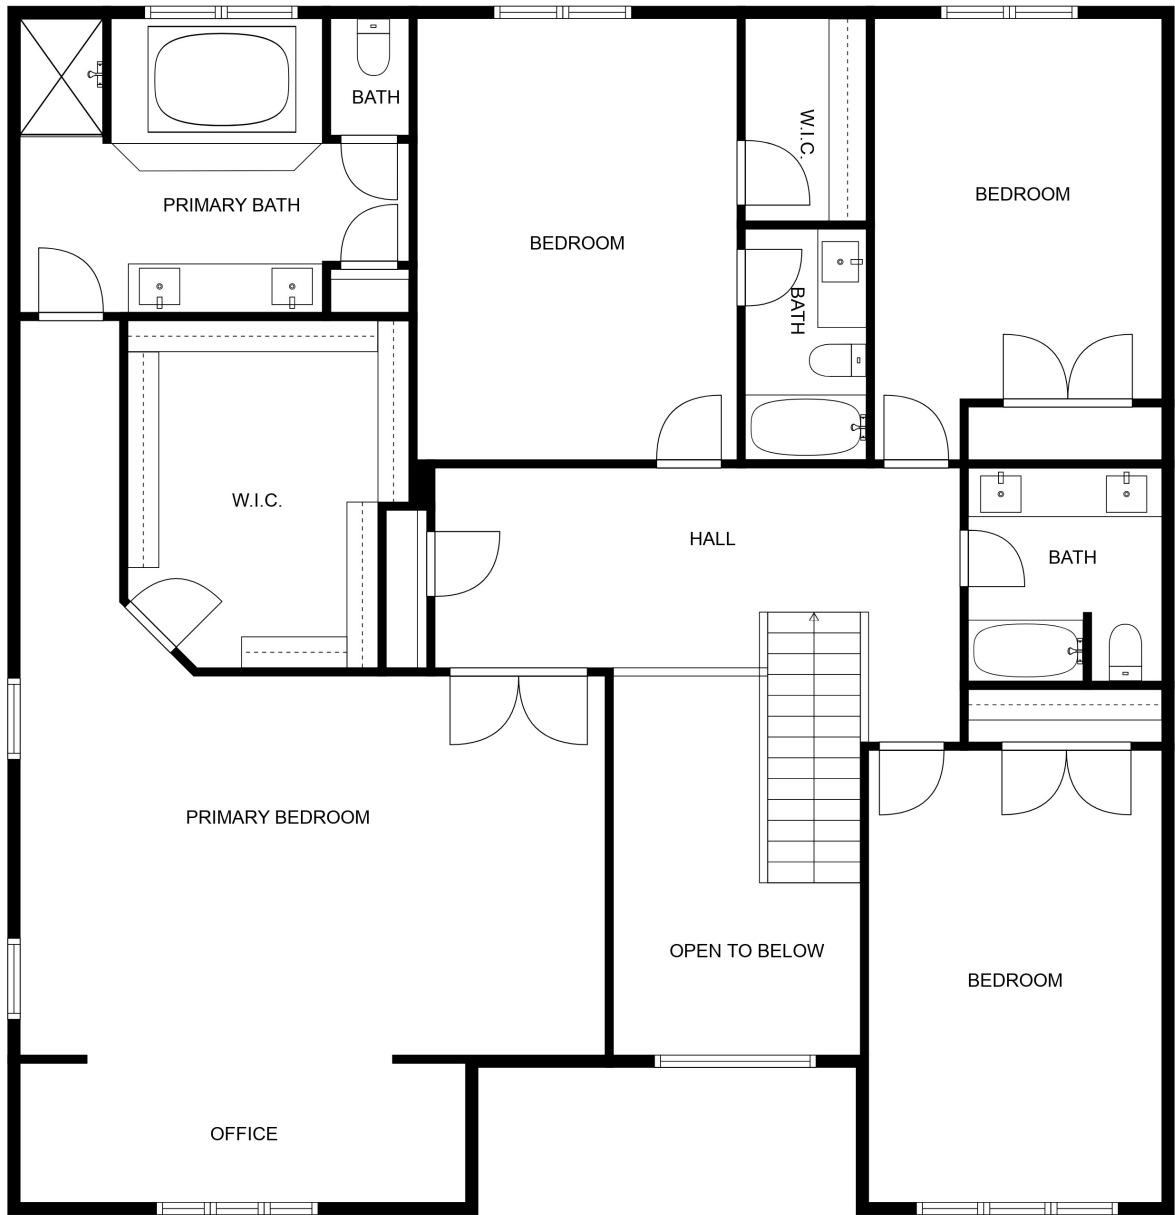 BATH
W.I.C.
PRIMARY BATH
BEDROOM
BEDROOM
BATH
W.I.C.
HALL
BATH
PRIMARY BEDROOM
OPEN TO BELOW
BEDROOM
OFFICE